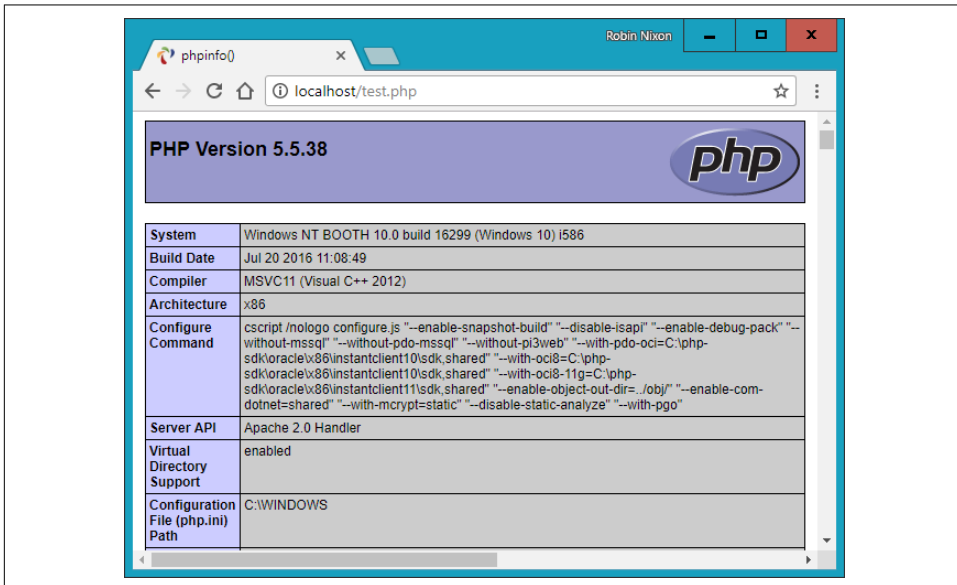 Robin Nixon
phpinfo()
localhost/test.php
PHP Version 5.5.38
php
System Windows NT BOOTH 10.0 build 16299 (Windows 10) i586
Build Date Jul 20 2016 11:08:49
Compiler MSVC11 (Visual C++ 2012)
Architecture x86
Configure Command
cscript /nologo configure.js "--enable-snapshot-build" "--disable-isapi" "--enable-debug-pack" "--
without-mssql" "--without-pdo-mssql" "--without-pi3web" "--with-pdo-oci=C:\php-
sdk\oracle\x86\instantclient10\sdk,shared" "--with-oci8=C:\php-
sdk\oracle\x86\instantclient10\sdk,shared" "--with-oci8-11g=C:\php-
sdk\oracle\x86\instantclient11\sdk,shared" "--enable-object-out-dir=../obj/" "--enable-com-
dotnet=shared" "--with-mcrypt=static" "--disable-static-analyze" "--with-pgo"
Server API Apache 2.0 Handler
Virtual
Directory
Support
enabled
Configuration
File (php.ini)
Path
C:\WINDOWS